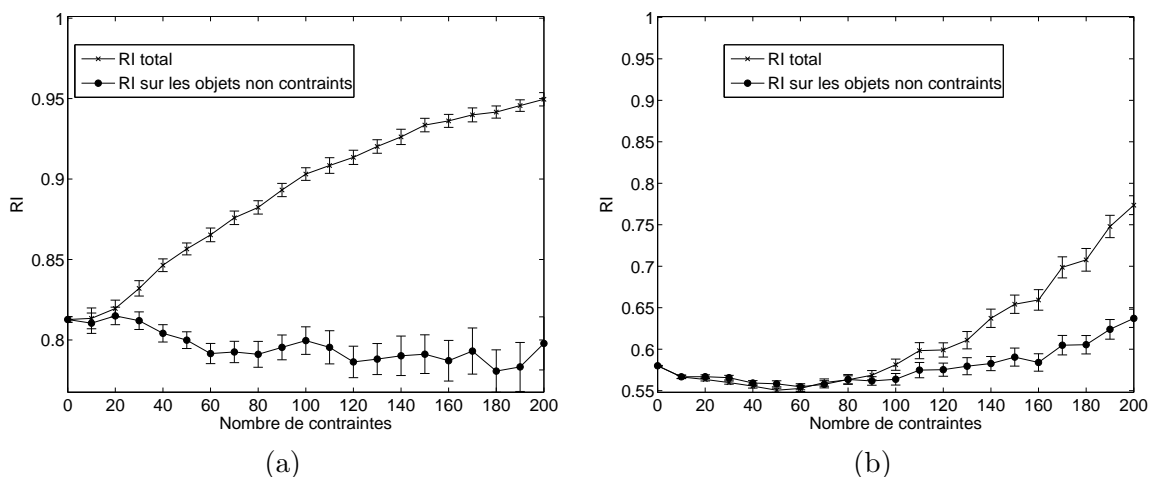 1
0.95
0.9
0.85
0.8
RI
RI total
RI sur les objets non contraints
0 20 40 60 80 100 120 140 160 180 200
Nombre de contraintes
(a)
1
0.95
0.9
0.85
0.8
0.75
0.7
0.65
0.6
0.55
RI
RI total
RI sur les objets non contraints
0 20 40 60 80 100 120 140 160 180 200
Nombre de contraintes
(b)